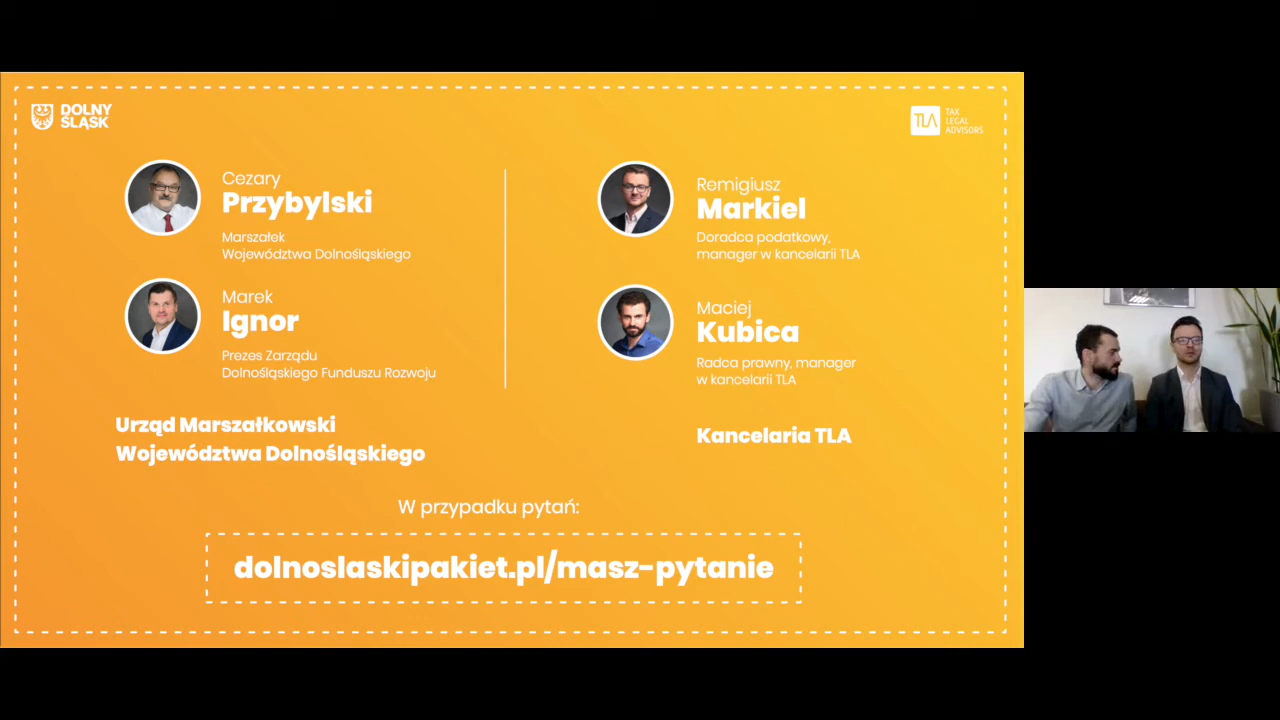 DOLNY
ŚLĄSK
TLA
TAX
LEGAL
ADVISORS
Cezary
Przybylski
Marszałek
Województwa Dolnośląskiego
Marek
Ignor
Prezes Zarządu
Dolnośląskiego Funduszu Rozwoju
Urząd Marszałkowski
Województwa Dolnośląskiego
Remigiusz
Markiel
Doradca podatkowy,
manager w kancelarii TLA
Maciej
Kubica
Radca prawny, manager
w kancelarii TLA
Kancelaria TLA
W przypadku pytań:
dolnoslaskipakiet.pl/masz-pytanie